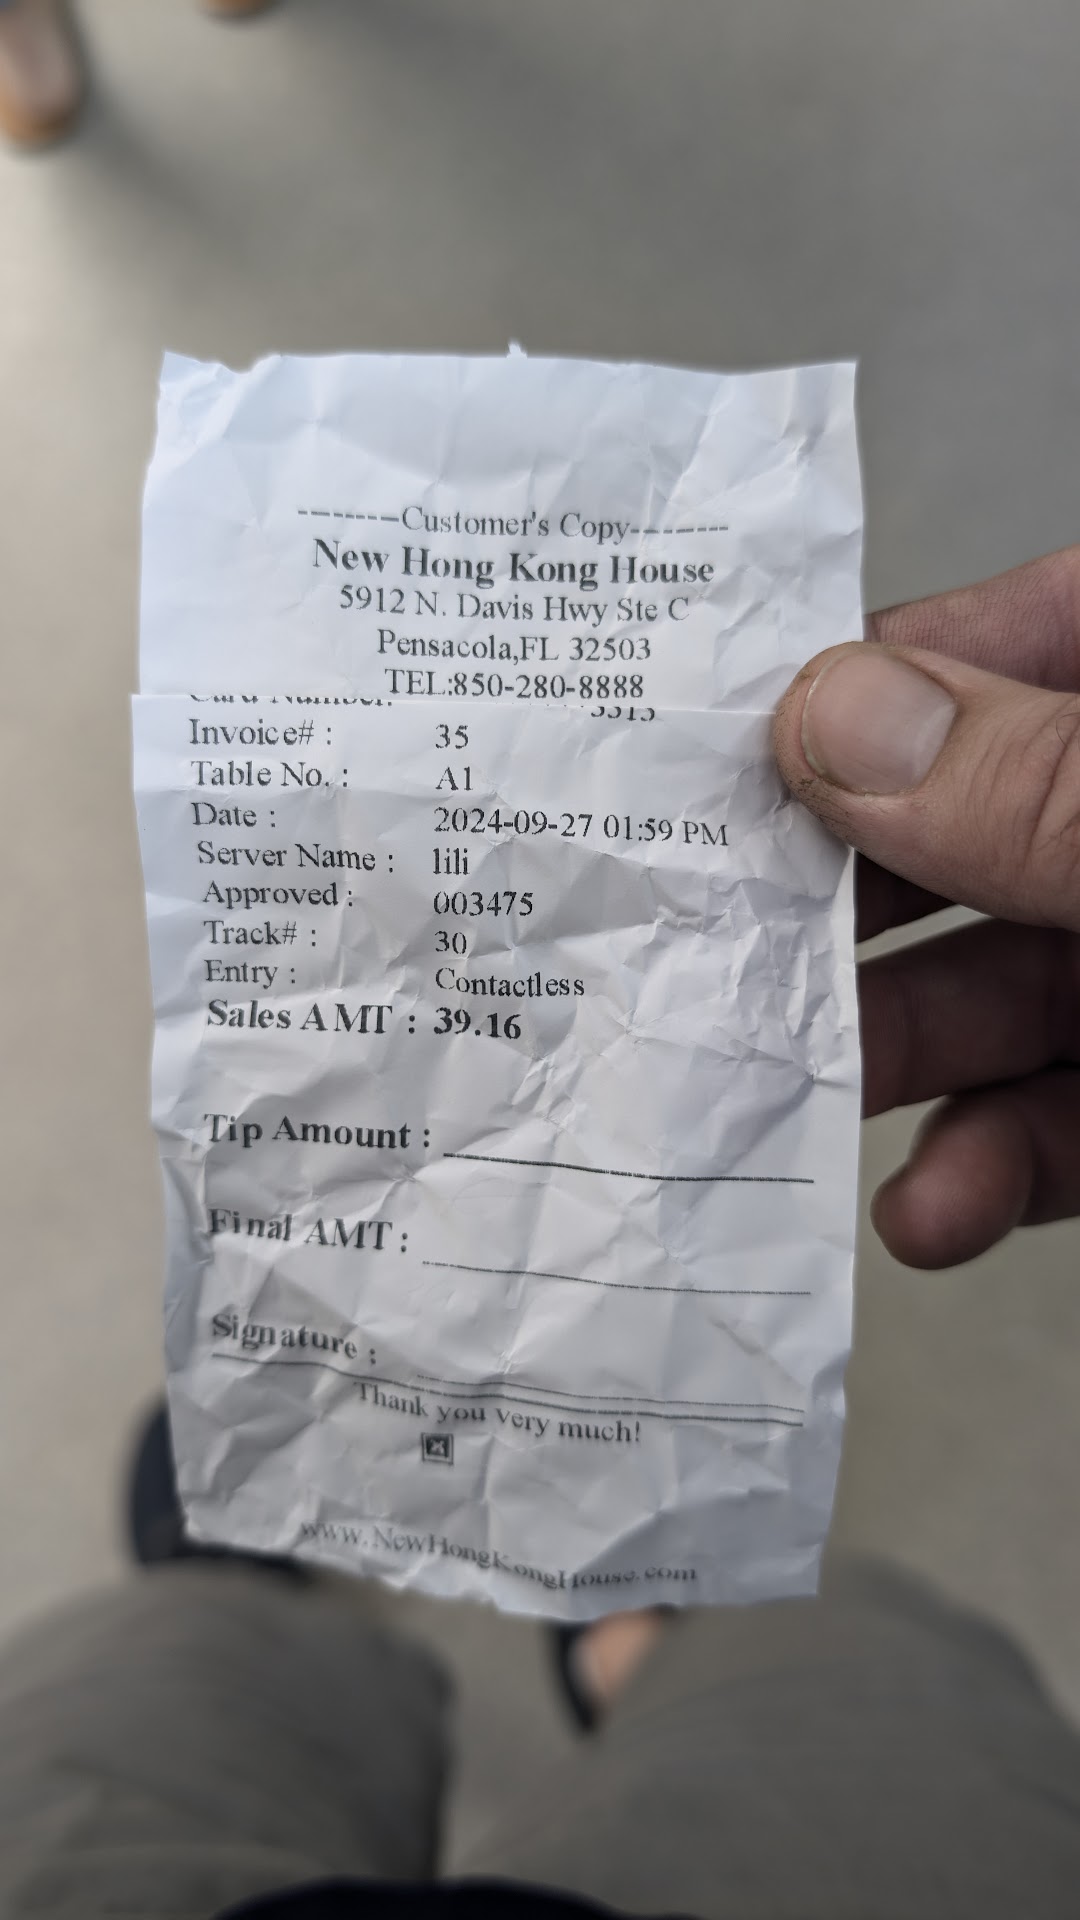 --------Customer's Copy--------
New Hong Kong House
5912 N. Davis Hwy Ste C
Pensacola,FL 32503
TEL:850-280-8888
Invoice# : 35
Table No. : A1
Date : 2024-09-27 01:59 PM
Server Name : lili
Approved : 003475
Track# : 30
Entry : Contactless
Sales AMT : 39.16
Tip Amount :
Final AMT :
Signature :
Thank you very much!
www.NewHongKongHouse.com